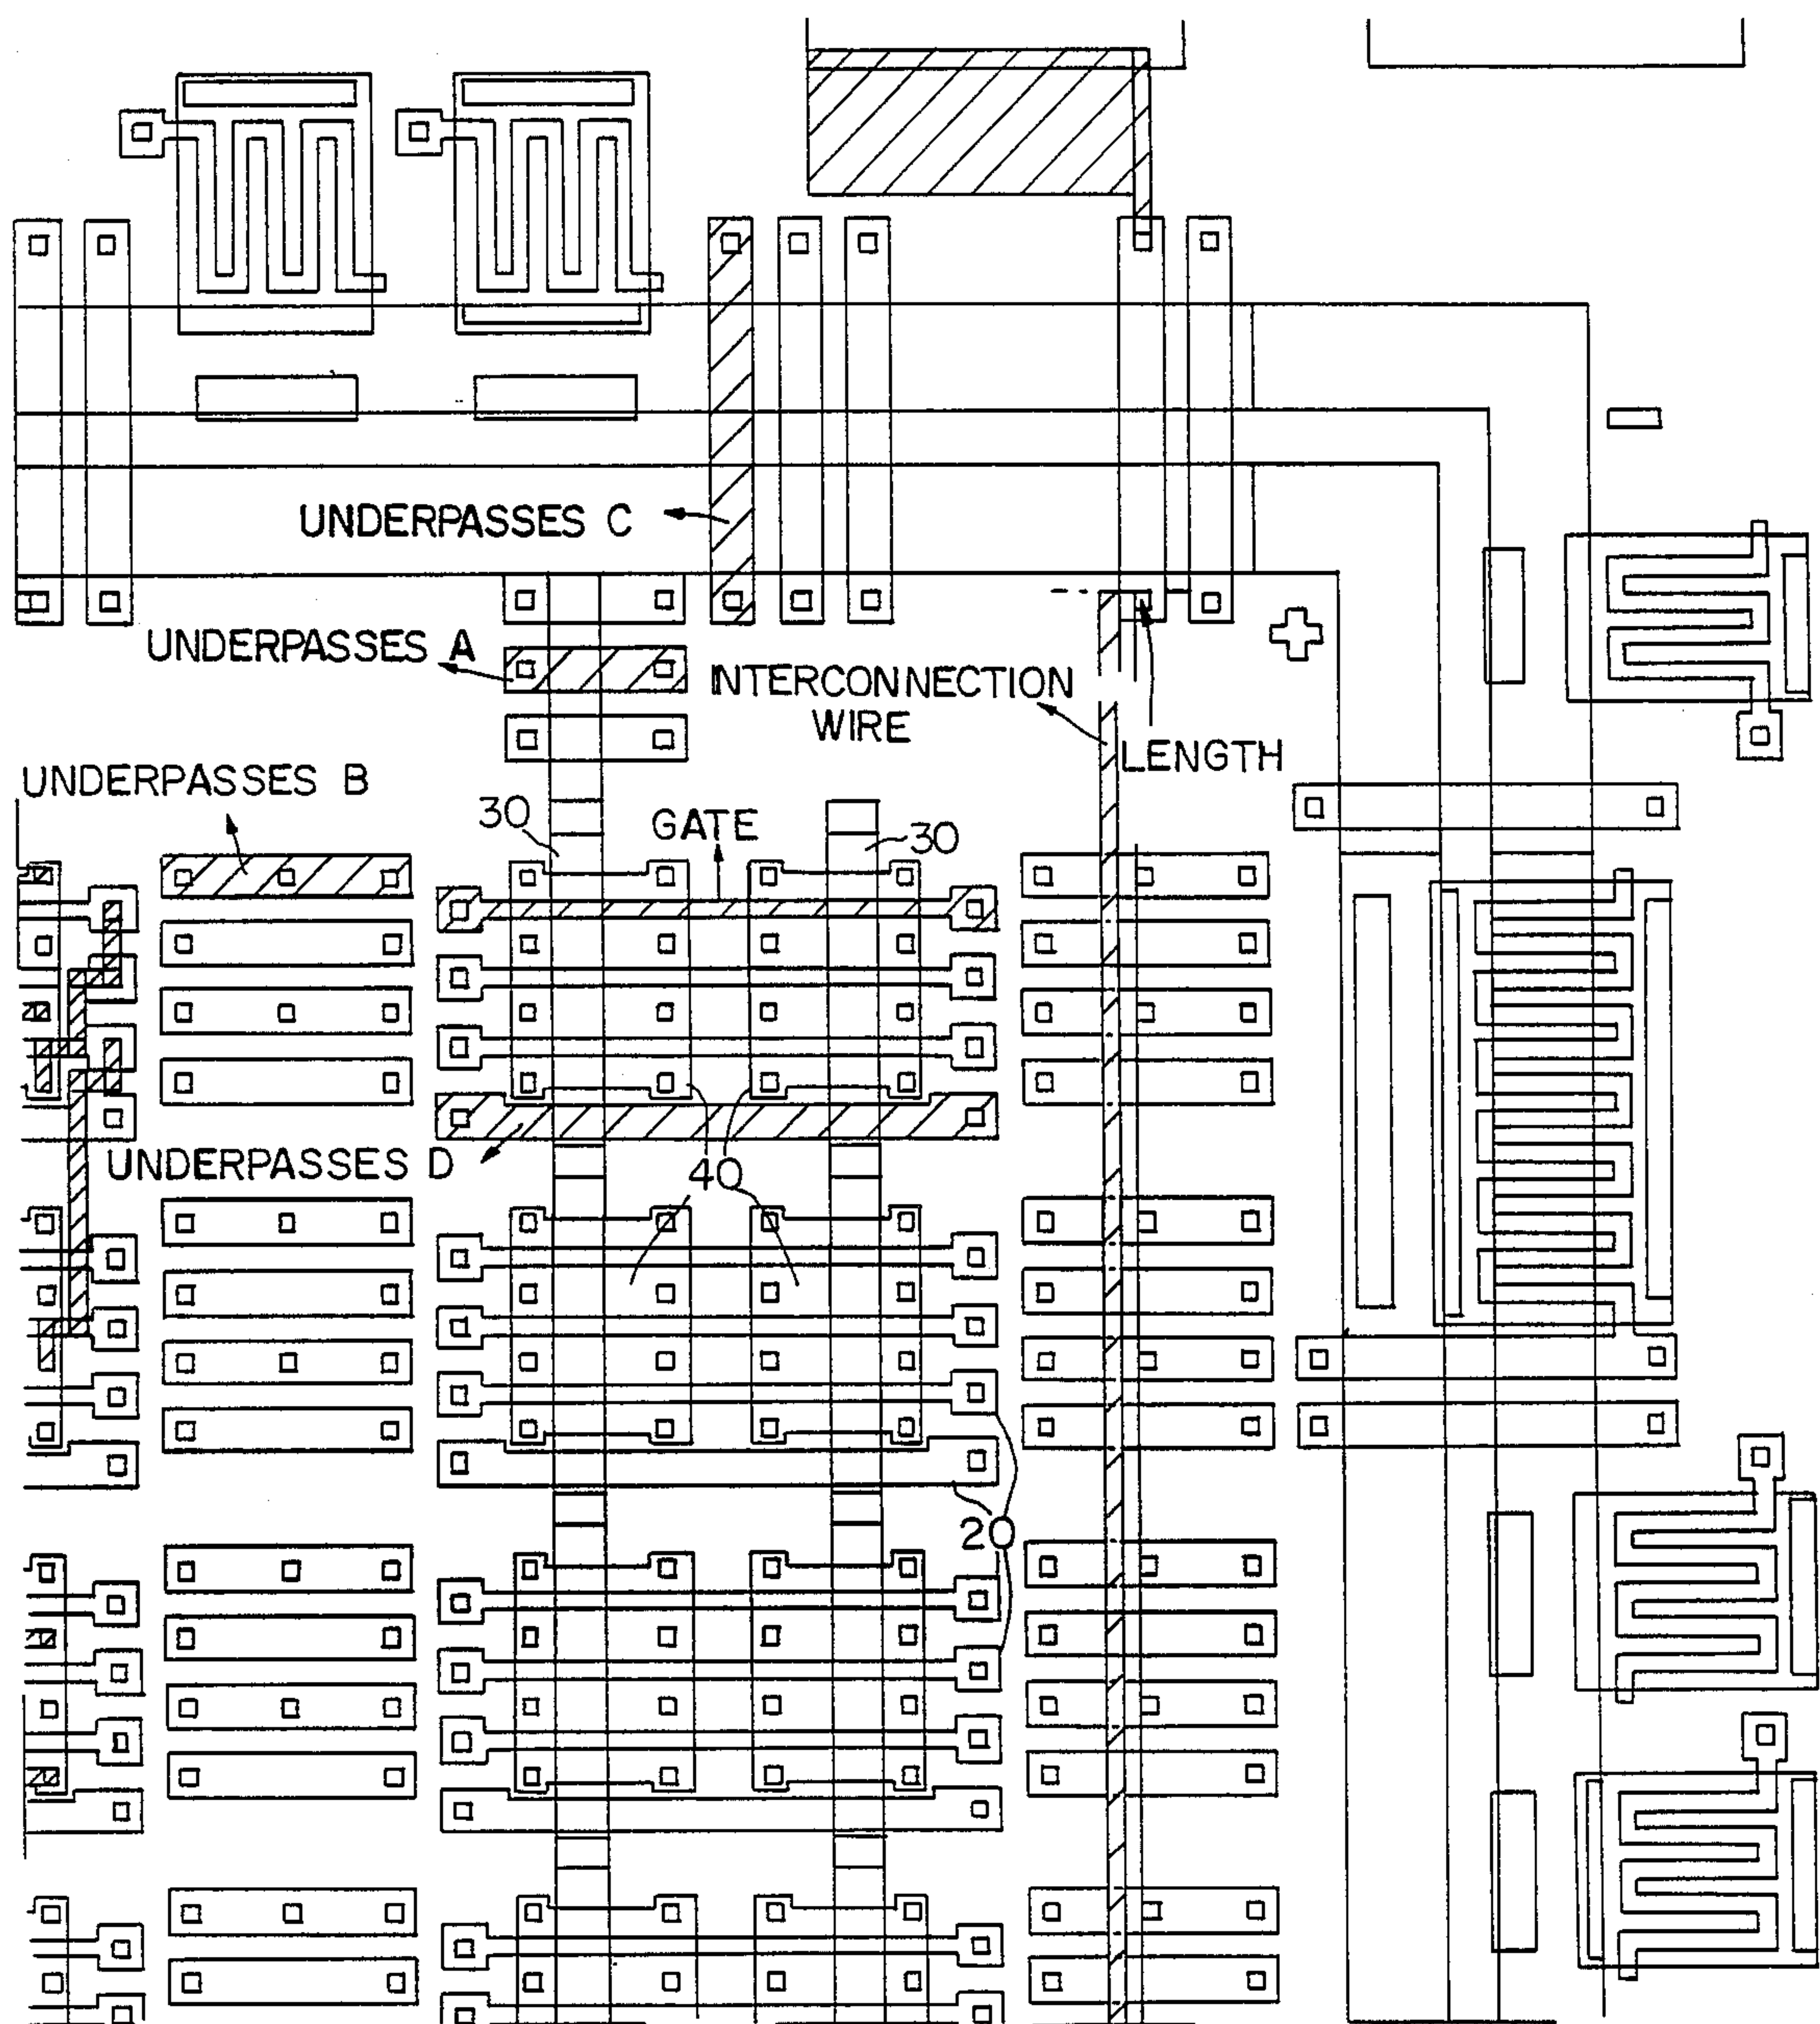 UNDERPASSES C
UNDERPASSES A
INTERCONNECTION
WIRE
LENGTH
UNDERPASSES B
30
GATE
30
UNDERPASSES D
40
20